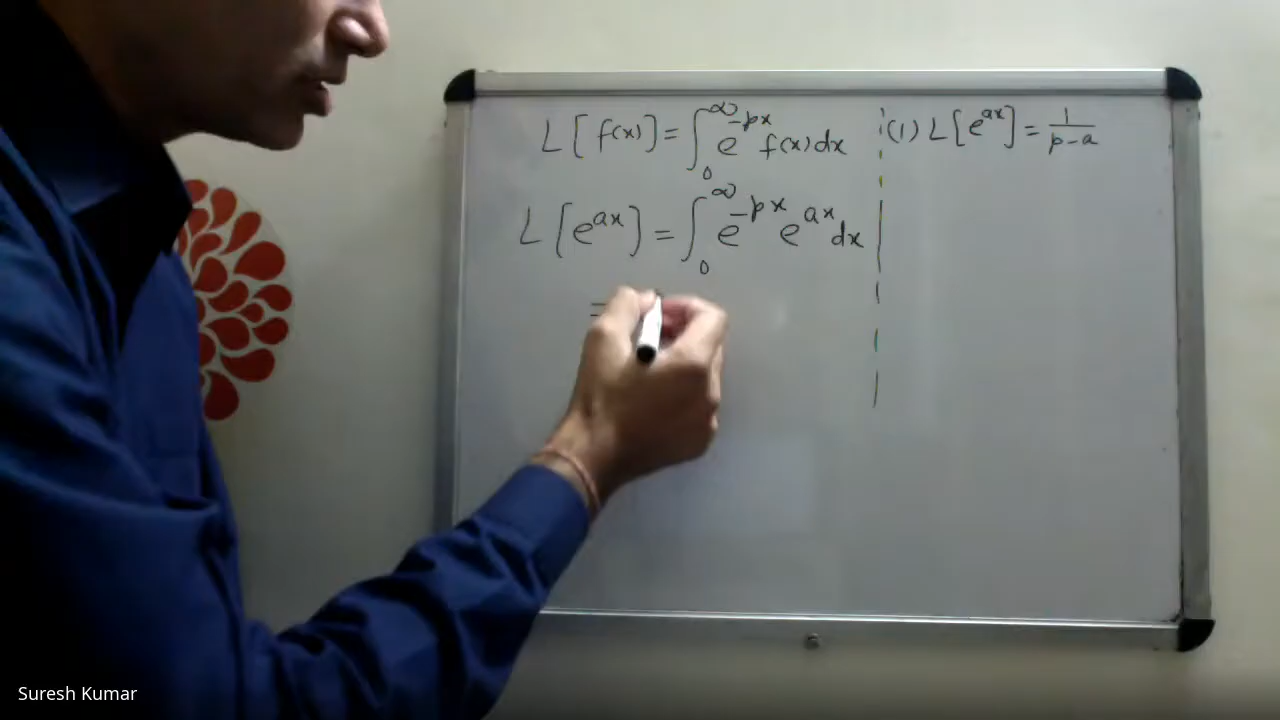 L[f(x)] = ∫₀^∞ e^{-px} f(x) dx
L[e^{ax}] = ∫₀^∞ e^{-px} e^{ax} dx
=
(1) L[e^{ax}] = 1/(p-a)
Suresh Kumar